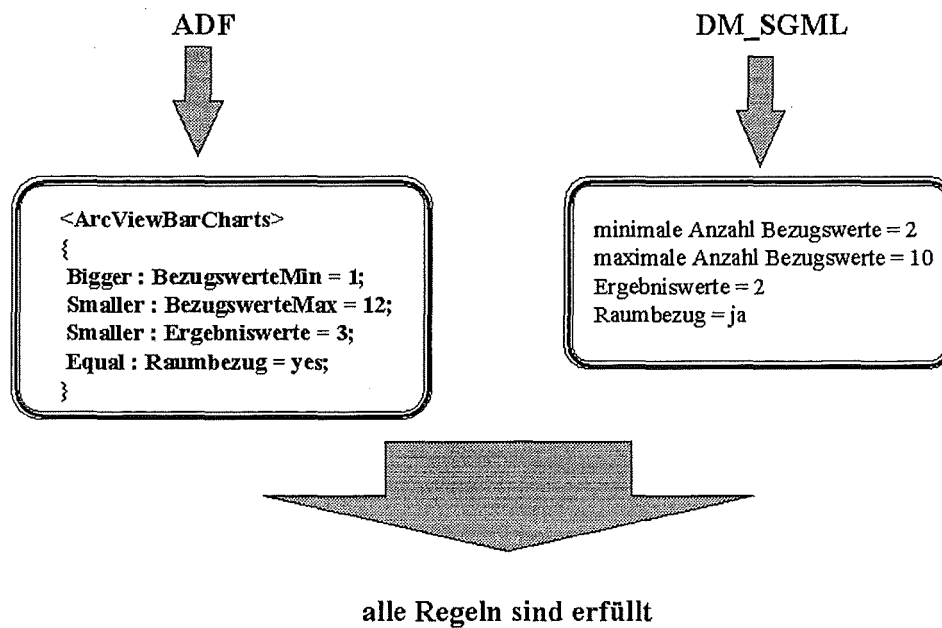 ADF
DM_SGML
<ArcViewBarCharts>
{
Bigger : BezugswerteMin = 1;
Smaller : BezugswerteMax = 12;
Smaller : Ergebniswerte = 3;
Equal : Raumbezug = yes;
}
minimale Anzahl Bezugswerte = 2
maximale Anzahl Bezugswerte = 10
Ergebniswerte = 2
Raumbezug = ja
alle Regeln sind erfüllt